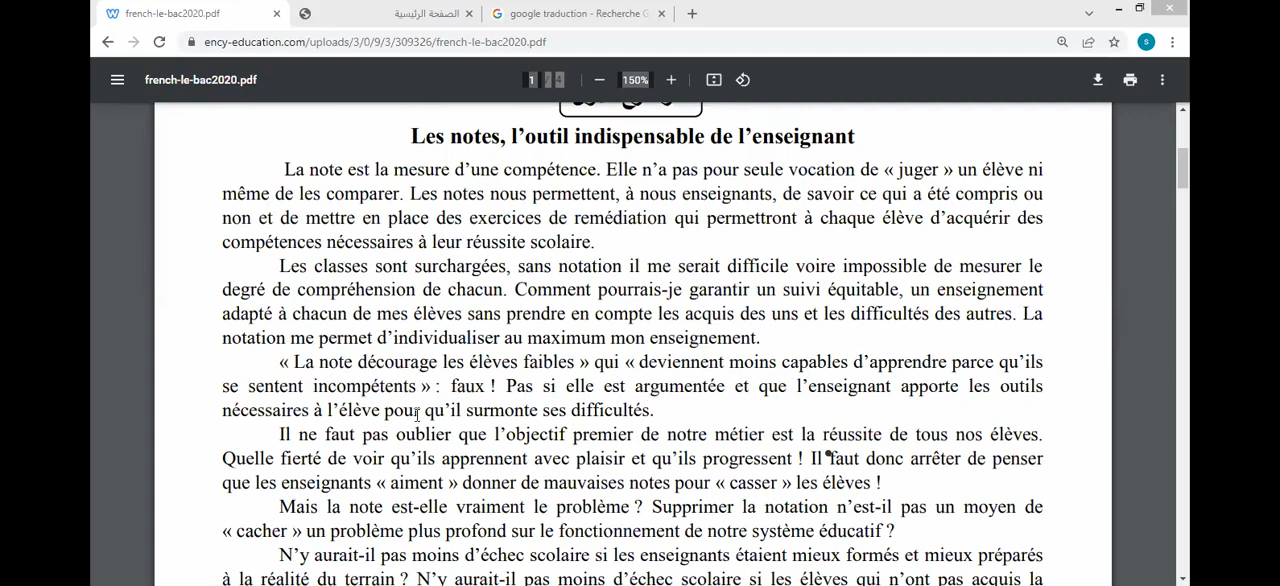 french-le-bac2020.pdf
الصفحة الرئيسية
google traduction - Recherche G
ency-education.com/uploads/3/0/9/3/309326/french-le-bac2020.pdf
s
french-le-bac2020.pdf
1 / 4
150%
Les notes, l’outil indispensable de l’enseignant
La note est la mesure d’une compétence. Elle n’a pas pour seule vocation de « juger » un élève ni
même de les comparer. Les notes nous permettent, à nous enseignants, de savoir ce qui a été compris ou
non et de mettre en place des exercices de remédiation qui permettront à chaque élève d’acquérir des
compétences nécessaires à leur réussite scolaire.
Les classes sont surchargées, sans notation il me serait difficile voire impossible de mesurer le
degré de compréhension de chacun. Comment pourrais-je garantir un suivi équitable, un enseignement
adapté à chacun de mes élèves sans prendre en compte les acquis des uns et les difficultés des autres. La
notation me permet d’individualiser au maximum mon enseignement.
« La note décourage les élèves faibles » qui « deviennent moins capables d’apprendre parce qu’ils
se sentent incompétents » : faux ! Pas si elle est argumentée et que l’enseignant apporte les outils
nécessaires à l’élève pour qu’il surmonte ses difficultés.
Il ne faut pas oublier que l’objectif premier de notre métier est la réussite de tous nos élèves.
Quelle fierté de voir qu’ils apprennent avec plaisir et qu’ils progressent ! Il faut donc arrêter de penser
que les enseignants « aiment » donner de mauvaises notes pour « casser » les élèves !
Mais la note est-elle vraiment le problème ? Supprimer la notation n’est-il pas un moyen de
« cacher » un problème plus profond sur le fonctionnement de notre système éducatif ?
N’y aurait-il pas moins d’échec scolaire si les enseignants étaient mieux formés et mieux préparés
à la réalité du terrain ? N’y aurait-il pas moins d’échec scolaire si les élèves qui n’ont pas acquis la